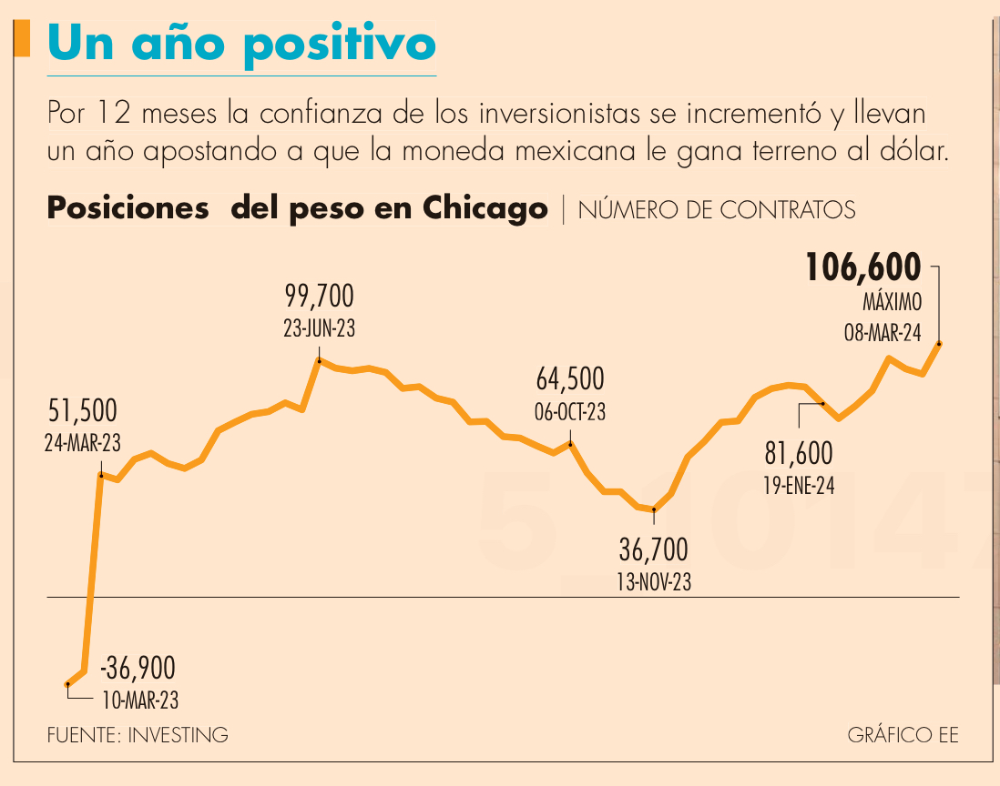 Un año positivo
Por 12 meses la confianza de los inversionistas se incrementó y llevan
un año apostando a que la moneda mexicana le gana terreno al dólar.
Posiciones del peso en Chicago | NÚMERO DE CONTRATOS
106,600
MÁXIMO
08-MAR-24
99,700
23-JUN-23
64,500
06-OCT-23
51,500
24-MAR-23
81,600
19-ENE-24
36,700
13-NOV-23
-36,900
10-MAR-23
FUENTE: INVESTING
GRÁFICO EE